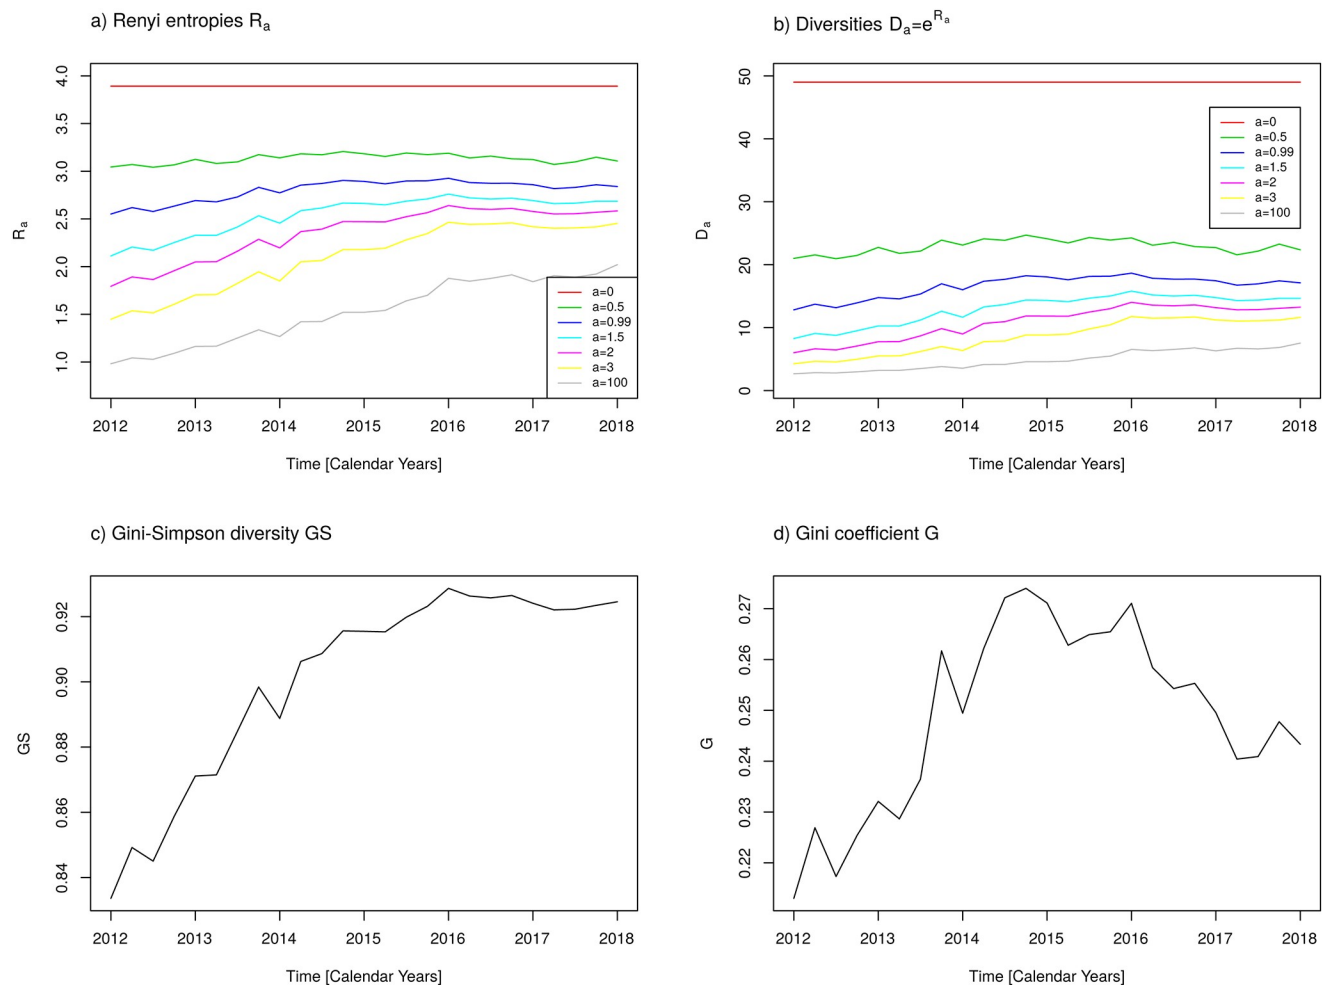 a) Renyi entropies Ra
Ra
4.0
3.5
3.0
2.5
2.0
1.5
1.0
a=0
a=0.5
a=0.99
a=1.5
a=2
a=3
a=100
2012 2013 2014 2015 2016 2017 2018
Time [Calendar Years]
b) Diversities Da=eRa
Da
50
40
30
20
10
0
a=0
a=0.5
a=0.99
a=1.5
a=2
a=3
a=100
2012 2013 2014 2015 2016 2017 2018
Time [Calendar Years]
c) Gini-Simpson diversity GS
GS
0.92
0.90
0.88
0.86
0.84
2012 2013 2014 2015 2016 2017 2018
Time [Calendar Years]
d) Gini coefficient G
G
0.27
0.26
0.25
0.24
0.23
0.22
2012 2013 2014 2015 2016 2017 2018
Time [Calendar Years]